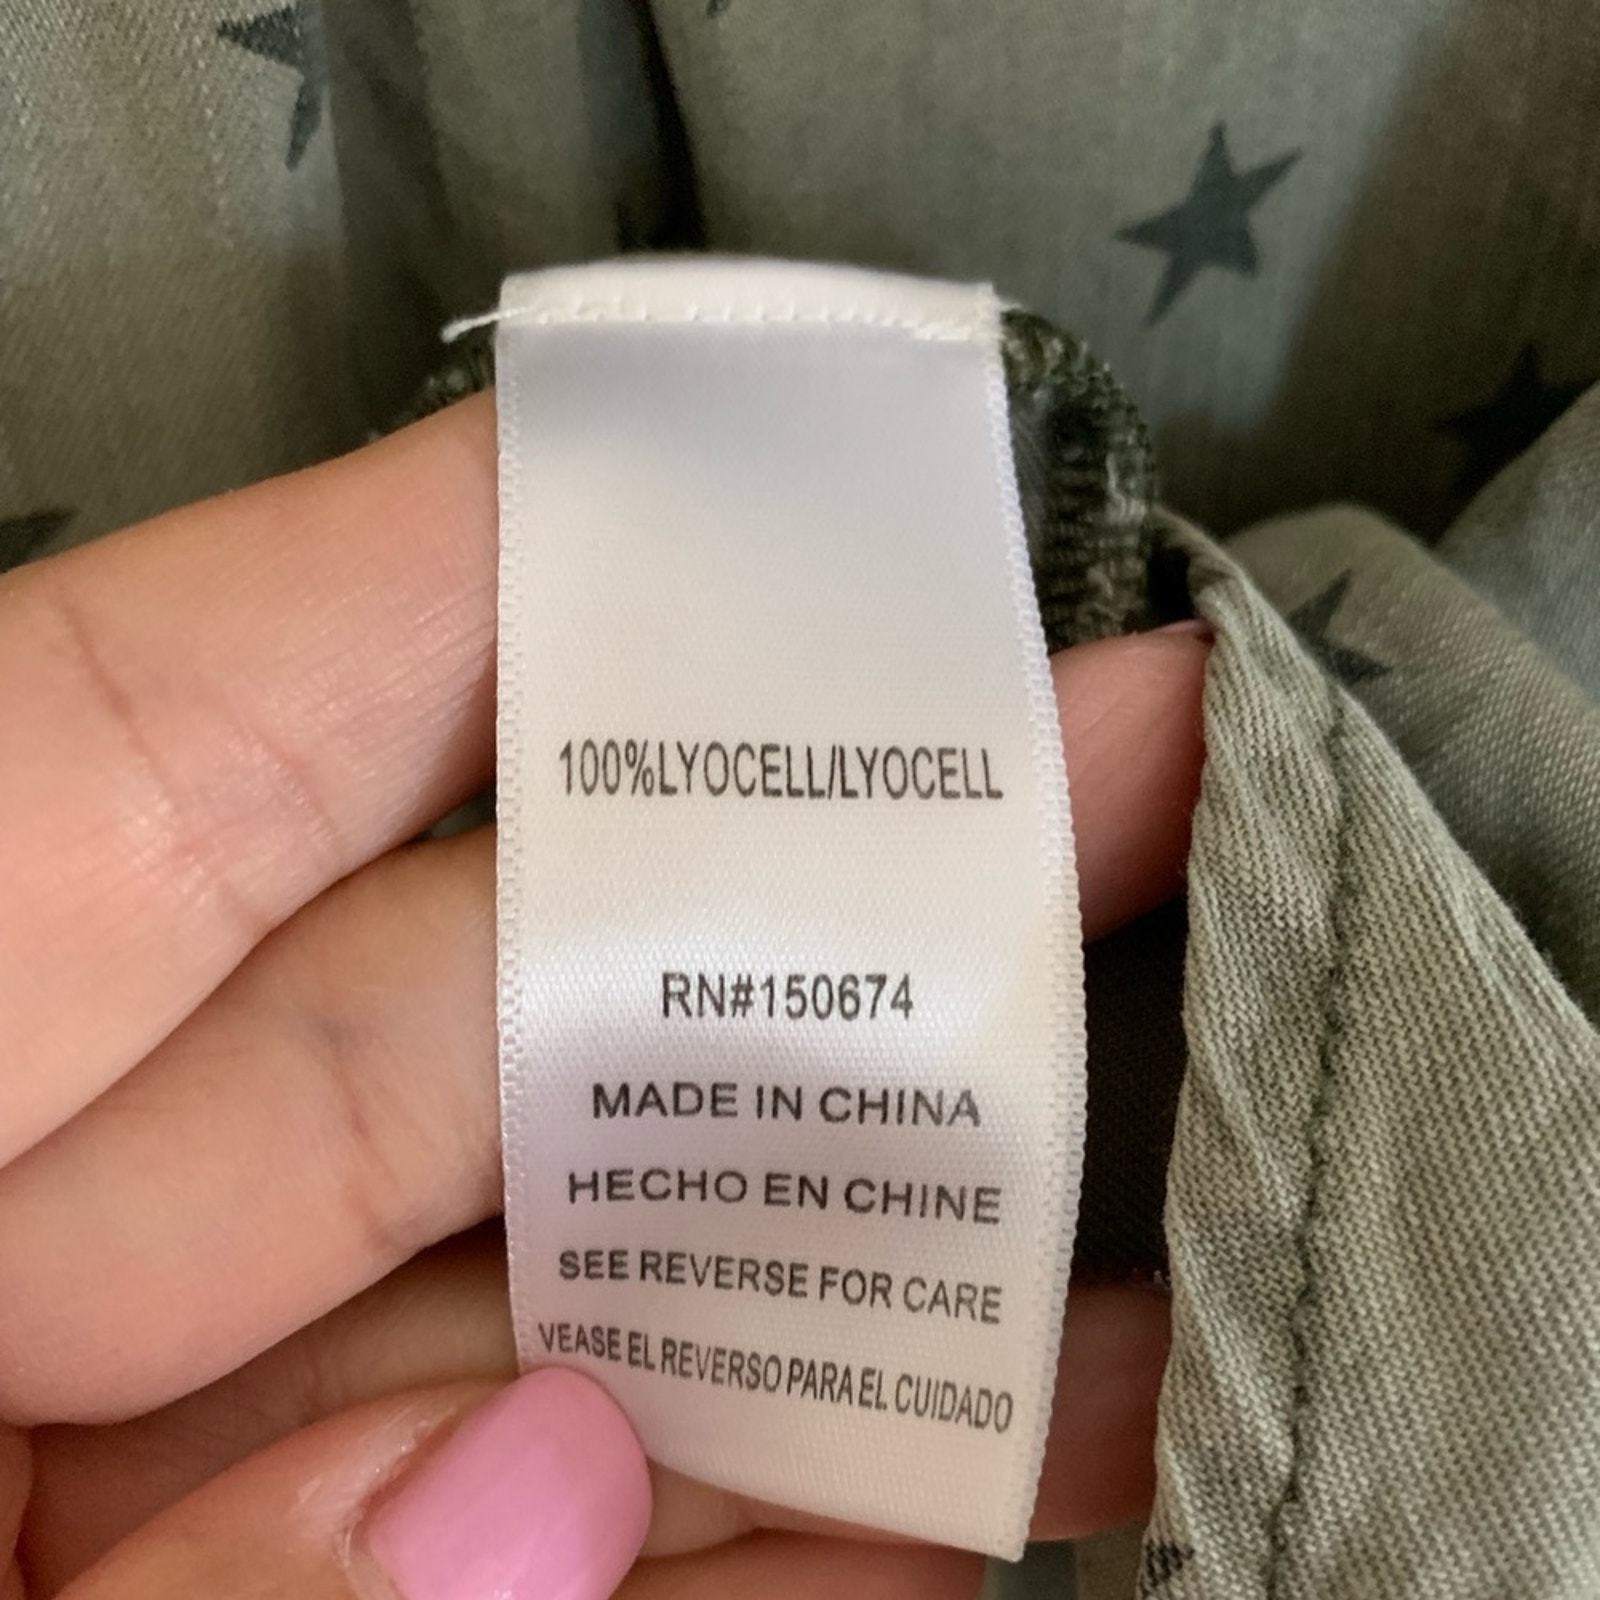 100%LYOCELL/LYOCELL
RN#150674
MADE IN CHINA
HECHO EN CHINE
SEE REVERSE FOR CARE
VEASE EL REVERSO PARA EL CUIDADO